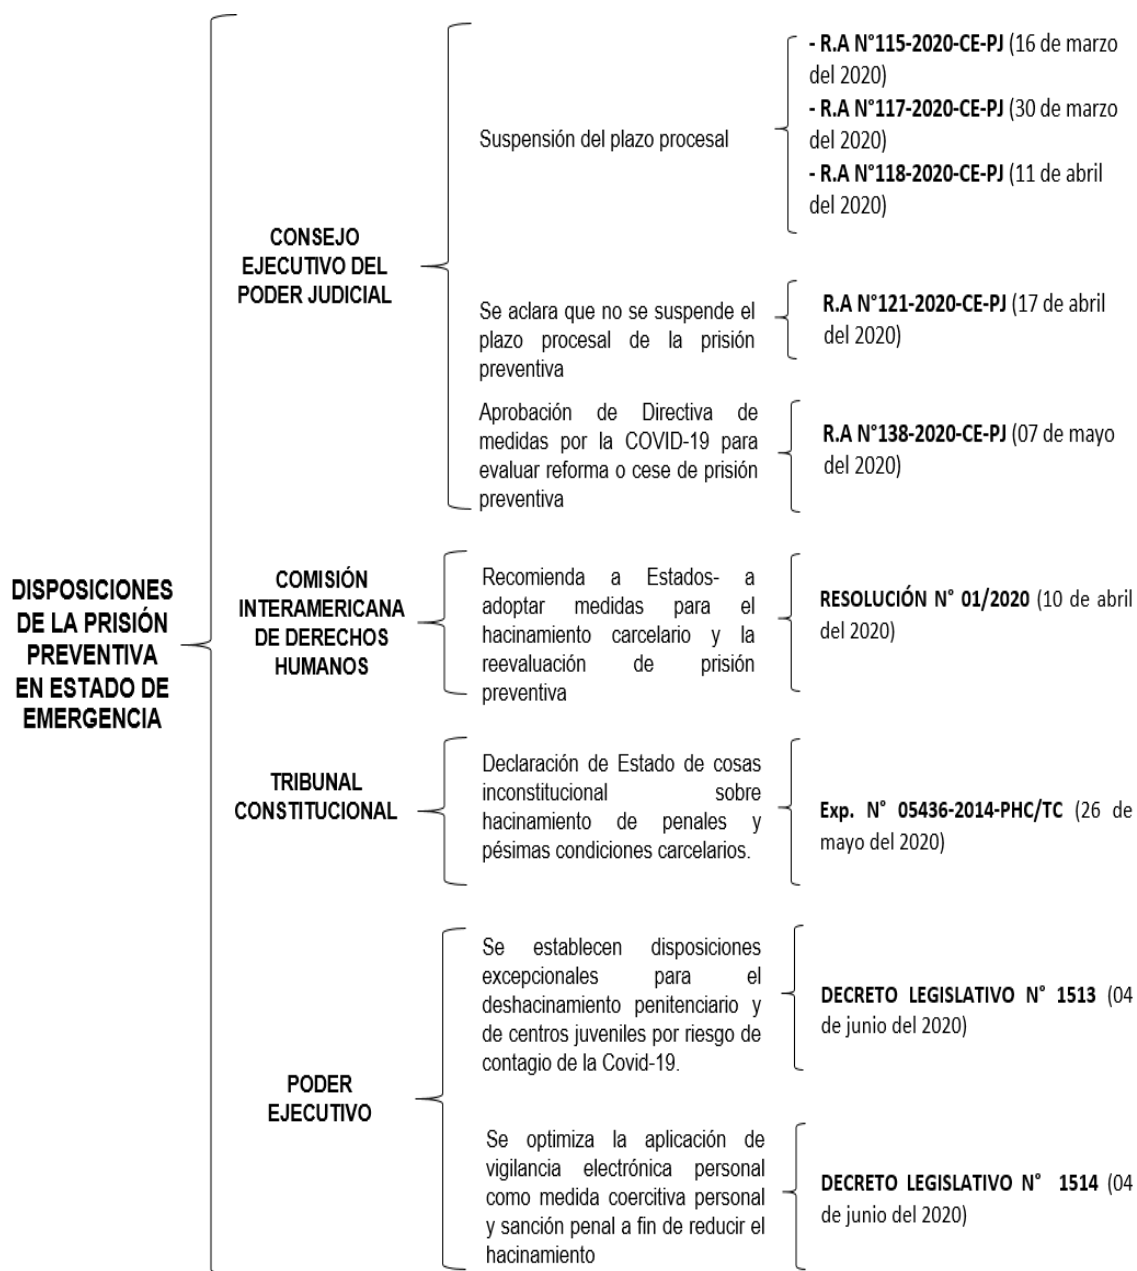 DISPOSICIONES
DE LA PRISIÓN
PREVENTIVA
EN ESTADO DE
EMERGENCIA
CONSEJO
EJECUTIVO DEL
PODER JUDICIAL
Suspensión del plazo procesal
- R.A N°115-2020-CE-PJ (16 de marzo
del 2020)
- R.A N°117-2020-CE-PJ (30 de marzo
del 2020)
- R.A N°118-2020-CE-PJ (11 de abril
del 2020)
Se aclara que no se suspende el
plazo procesal de la prisión
preventiva
R.A N°121-2020-CE-PJ (17 de abril
del 2020)
Aprobación de Directiva de
medidas por la COVID-19 para
evaluar reforma o cese de prisión
preventiva
R.A N°138-2020-CE-PJ (07 de mayo
del 2020)
COMISIÓN
INTERAMERICANA
DE DERECHOS
HUMANOS
Recomienda a Estados- a
adoptar medidas para el
hacinamiento carcelario y la
reevaluación de prisión
preventiva
RESOLUCIÓN N° 01/2020 (10 de abril
del 2020)
TRIBUNAL
CONSTITUCIONAL
Declaración de Estado de cosas
inconstitucional sobre
hacinamiento de penales y
pésimas condiciones carcelarios.
Exp. N° 05436-2014-PHC/TC (26 de
mayo del 2020)
PODER
EJECUTIVO
Se establecen disposiciones
excepcionales para el
deshacinamiento penitenciario y
de centros juveniles por riesgo de
contagio de la Covid-19.
DECRETO LEGISLATIVO N° 1513 (04
de junio del 2020)
Se optimiza la aplicación de
vigilancia electrónica personal
como medida coercitiva personal
y sanción penal a fin de reducir el
hacinamiento
DECRETO LEGISLATIVO N° 1514 (04
de junio del 2020)